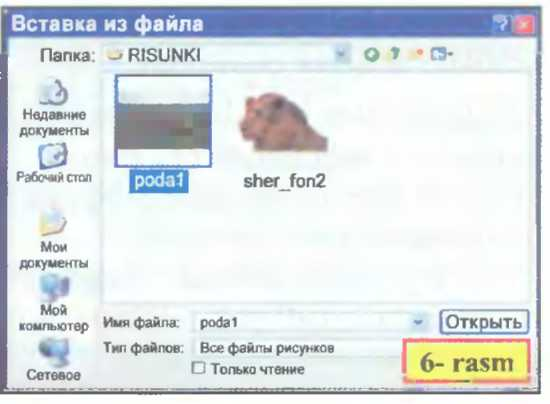 Вставка из файла
Папка: RISUNKI
Недавние
документы
Рабочий стол
Мои
документы
Мой
компьютер
Сетевое
poda1
sher_fon2
Имя файла: poda1
Открыть
Тип файлов: Все файлы рисунков
Только чтение
6- rasm